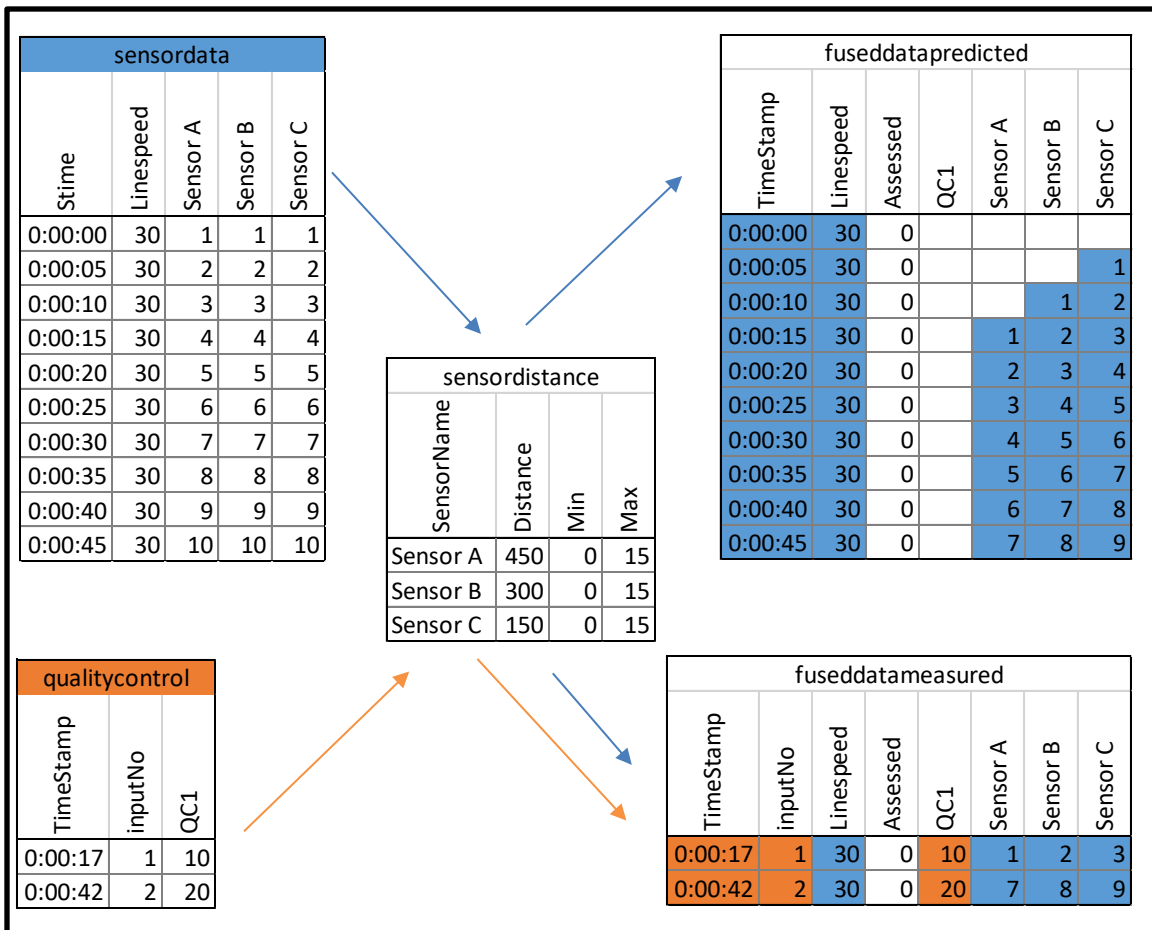 sensordata
Stime Linespeed Sensor A Sensor B Sensor C
0:00:00 30 1 1 1
0:00:05 30 2 2 2
0:00:10 30 3 3 3
0:00:15 30 4 4 4
0:00:20 30 5 5 5
0:00:25 30 6 6 6
0:00:30 30 7 7 7
0:00:35 30 8 8 8
0:00:40 30 9 9 9
0:00:45 30 10 10 10
fuseddatapredicted
TimeStamp Linespeed Assessed QC1 Sensor A Sensor B Sensor C
0:00:00 30 0
0:00:05 30 0 1
0:00:10 30 0 1 2
0:00:15 30 0 1 2 3
0:00:20 30 0 2 3 4
0:00:25 30 0 3 4 5
0:00:30 30 0 4 5 6
0:00:35 30 0 5 6 7
0:00:40 30 0 6 7 8
0:00:45 30 0 7 8 9
sensordistance
SensorName Distance Min Max
Sensor A 450 0 15
Sensor B 300 0 15
Sensor C 150 0 15
qualitycontrol
TimeStamp inputNo QC1
0:00:17 1 10
0:00:42 2 20
fuseddatameasured
TimeStamp inputNo Linespeed Assessed QC1 Sensor A Sensor B Sensor C
0:00:17 1 30 0 10 1 2 3
0:00:42 2 30 0 20 7 8 9